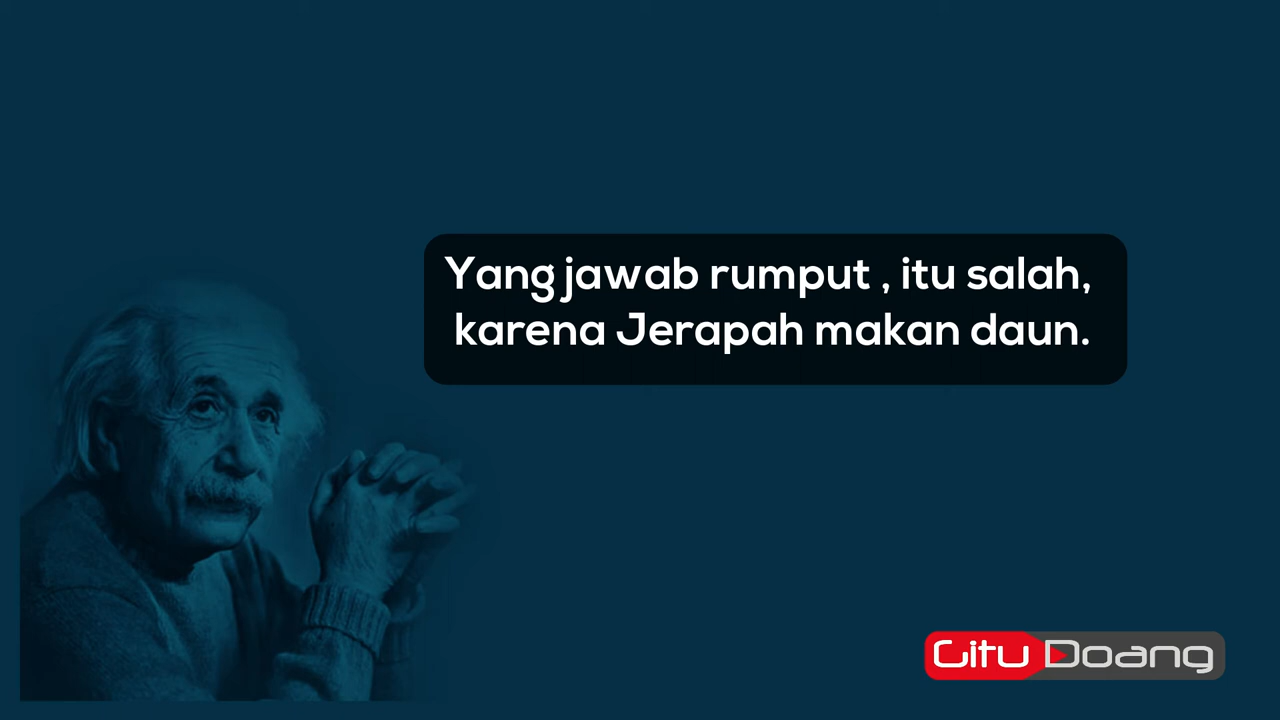 Yang jawab rumput , itu salah,
karena Jerapah makan daun.
Gitu Doang